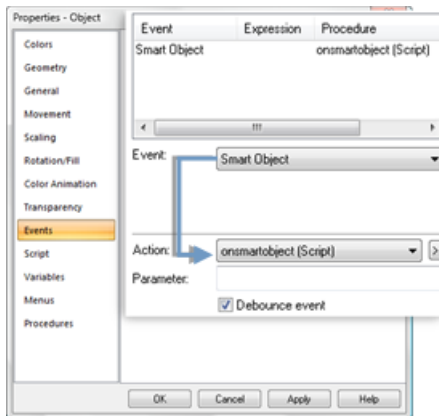 Properties - Object
Colors
Geometry
General
Movement
Scaling
Rotation/Fill
Color Animation
Transparency
Events
Script
Variables
Menus
Procedures
Event Expression Procedure
Smart Object onsmartobject (Script)
Event: Smart Object
Action: onsmartobject (Script) >
Parameter:
Debounce event
OK Cancel Apply Help